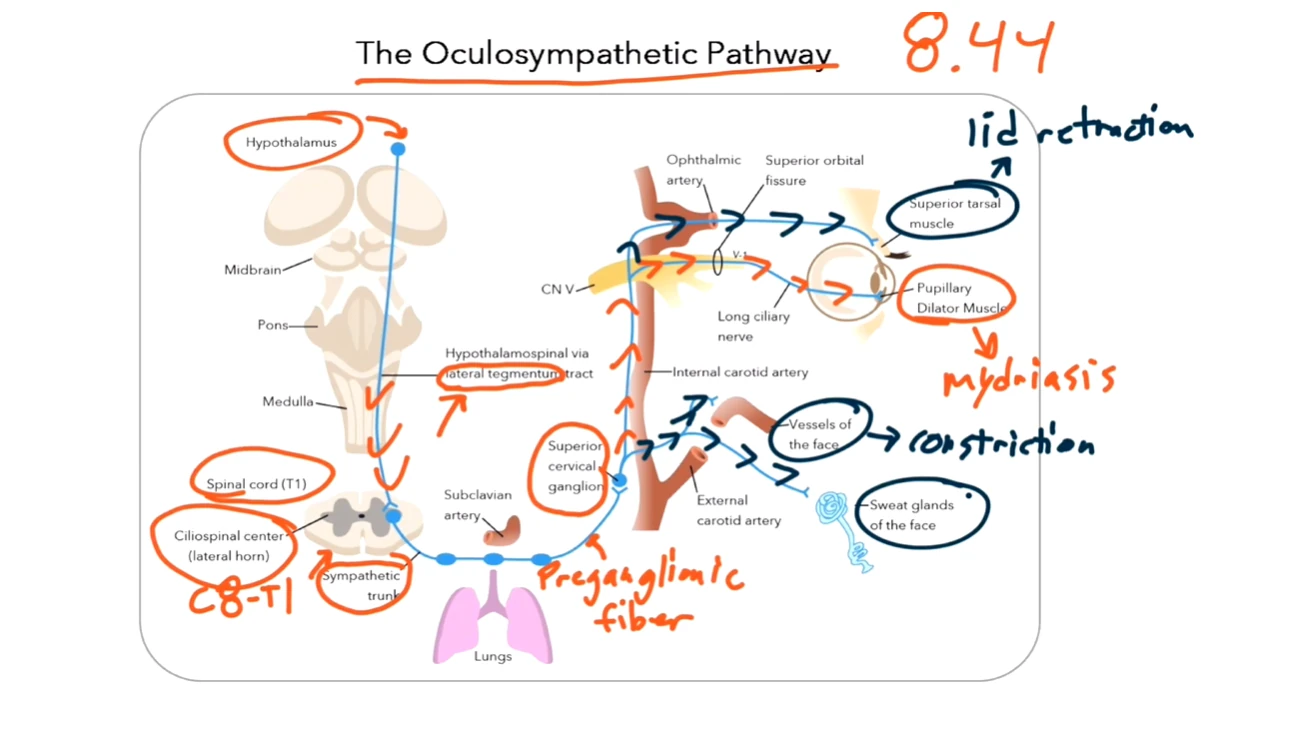 The Oculosympathetic Pathway
8.44
Hypothalamus
lid retraction
Ophthalmic
artery
Superior orbital
fissure
Superior tarsal
muscle
Midbrain
V-1
CN V
Pupillary
Dilator Muscle
Pons
Long ciliary
nerve
Hypothalamospinal via
lateral tegmentum tract
Internal carotid artery
mydriasis
Medulla
Vessels of
the face
constriction
Superior
cervical
ganglion
Spinal cord (T1)
Subclavian
artery
External
carotid artery
Sweat glands
of the face
Ciliospinal center
(lateral horn)
C8-T1
Sympathetic
trunk
Preganglionic
fiber
Lungs